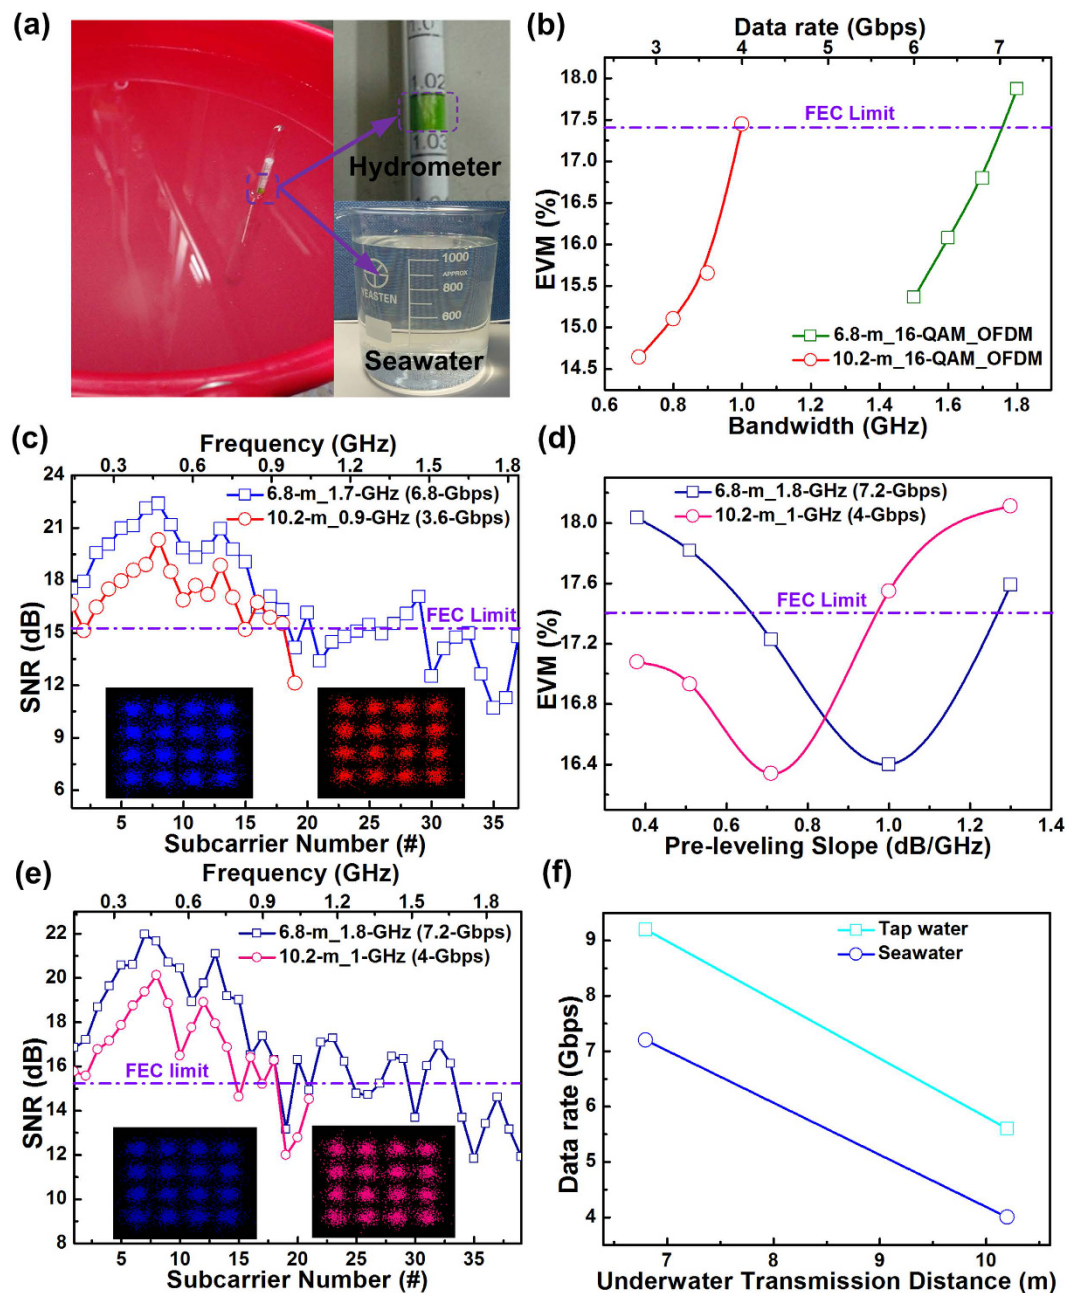 (a)
1.0
1.02
1.03
Hydrometer
1000
APPROX
800
YEASTEN
600
Seawater
(b)
Data rate (Gbps)
3 4 5 6 7
18.0
17.5
17.0
16.5
16.0
15.5
15.0
14.5
EVM (%)
FEC Limit
6.8-m_16-QAM_OFDM
10.2-m_16-QAM_OFDM
0.6 0.8 1.0 1.2 1.4 1.6 1.8
Bandwidth (GHz)
(c)
Frequency (GHz)
0.3 0.6 0.9 1.2 1.5 1.8
24
21
18
15
12
9
6
SNR (dB)
6.8-m_1.7-GHz (6.8-Gbps)
10.2-m_0.9-GHz (3.6-Gbps)
FEC Limit
5 10 15 20 25 30 35
Subcarrier Number (#)
(d)
18.0
17.6
17.2
16.8
16.4
EVM (%)
6.8-m_1.8-GHz (7.2-Gbps)
10.2-m_1-GHz (4-Gbps)
FEC Limit
0.4 0.6 0.8 1.0 1.2 1.4
Pre-leveling Slope (dB/GHz)
(e)
Frequency (GHz)
0.3 0.6 0.9 1.2 1.5 1.8
22
20
18
16
14
12
10
8
SNR (dB)
6.8-m_1.8-GHz (7.2-Gbps)
10.2-m_1-GHz (4-Gbps)
FEC limit
5 10 15 20 25 30 35
Subcarrier Number (#)
(f)
9
8
7
6
5
4
Data rate (Gbps)
Tap water
Seawater
7 8 9 10
Underwater Transmission Distance (m)